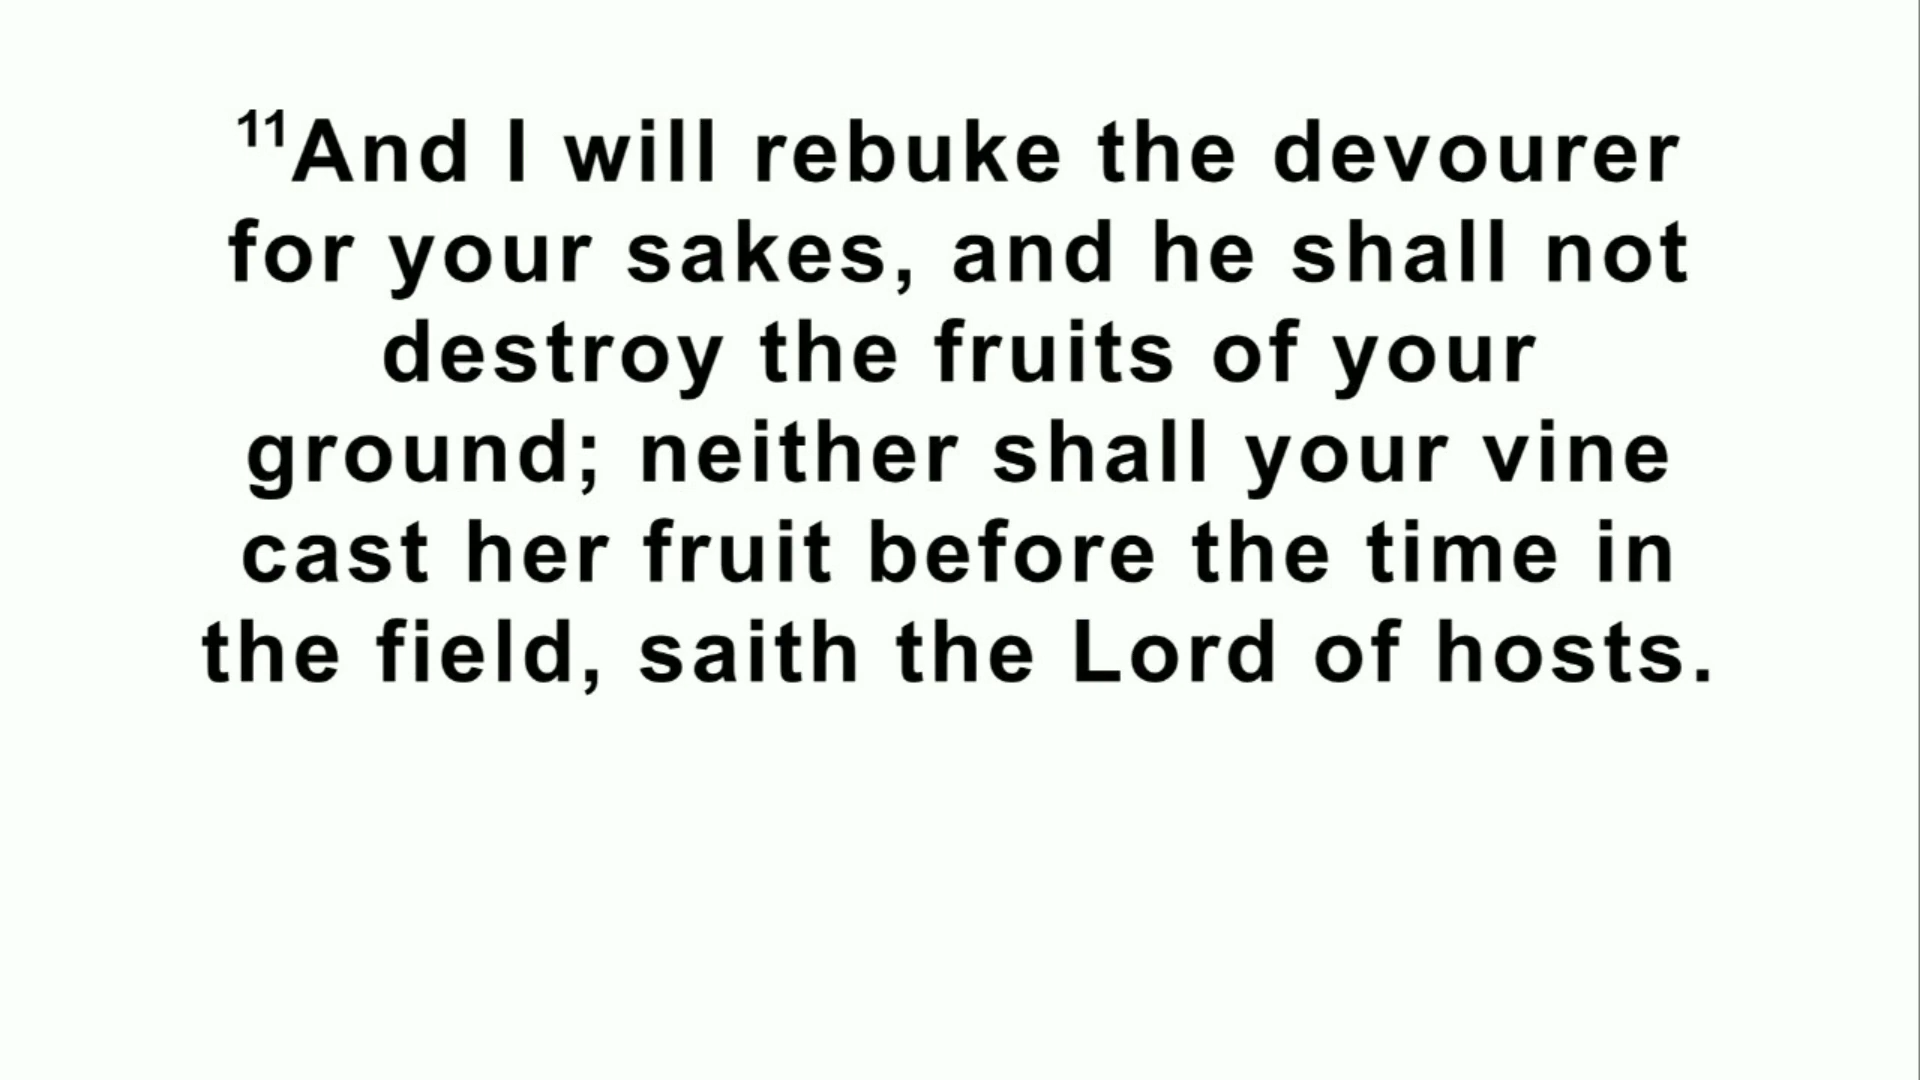 11And I will rebuke the devourer
for your sakes, and he shall not
destroy the fruits of your
ground; neither shall your vine
cast her fruit before the time in
the field, saith the Lord of hosts.